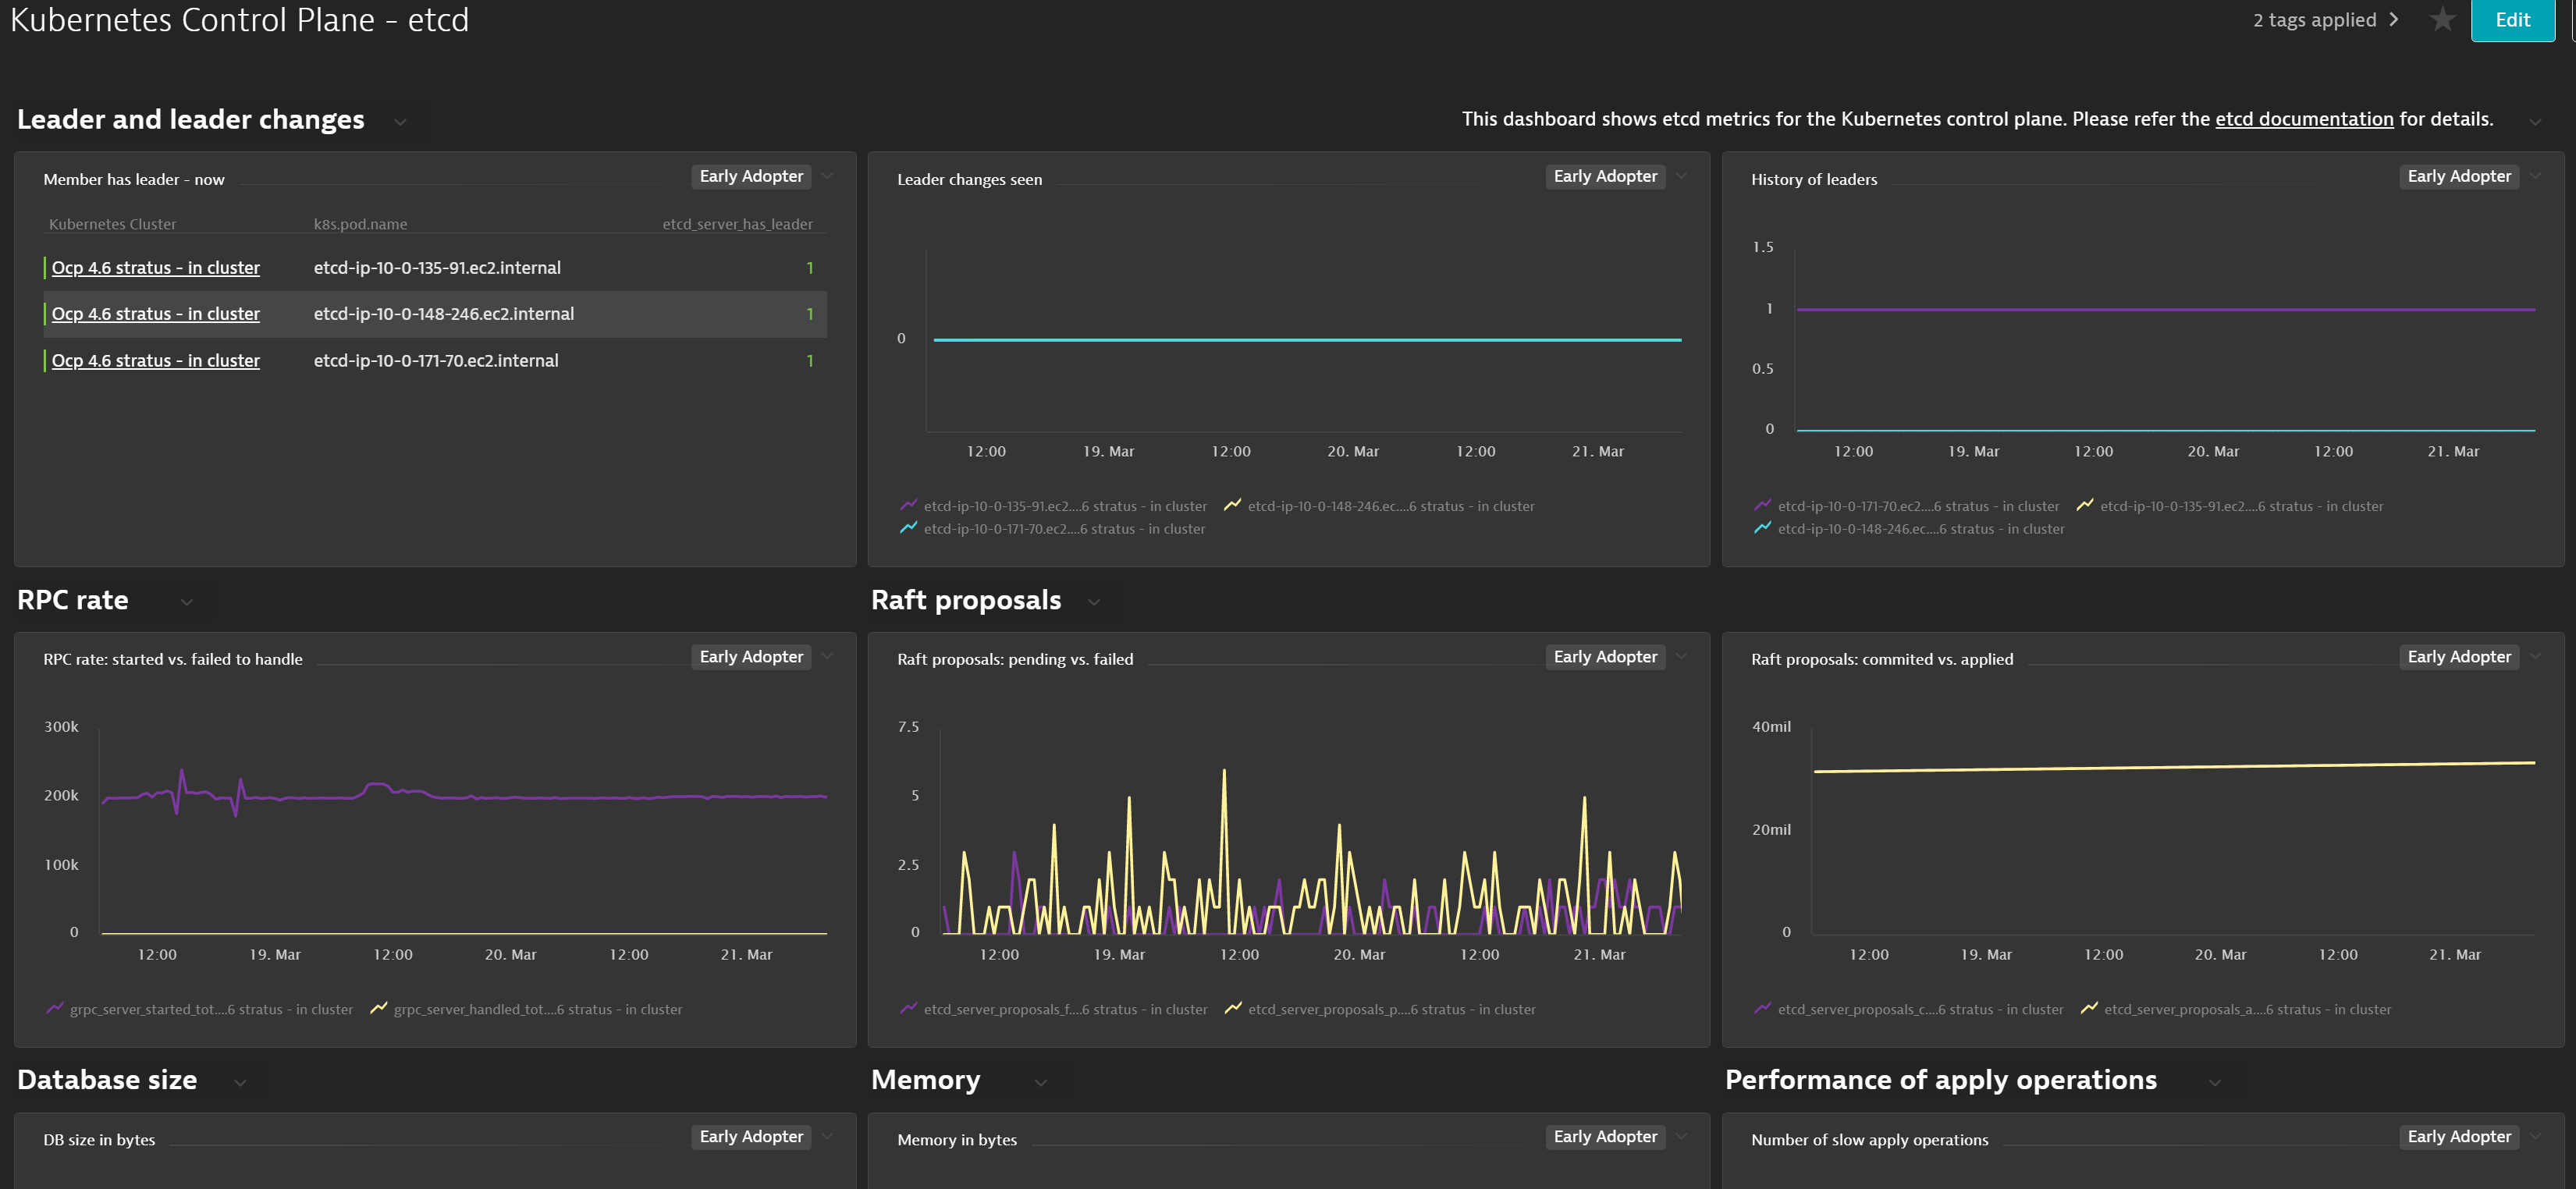 Kubernetes Control Plane - etcd
2 tags applied
Edit
Leader and leader changes
This dashboard shows etcd metrics for the Kubernetes control plane. Please refer the etcd documentation for details.
Member has leader - now
Early Adopter
Kubernetes Cluster k8s.pod.name etcd_server_has_leader
Ocp 4.6 stratus - in cluster etcd-ip-10-0-135-91.ec2.internal 1
Ocp 4.6 stratus - in cluster etcd-ip-10-0-148-246.ec2.internal 1
Ocp 4.6 stratus - in cluster etcd-ip-10-0-171-70.ec2.internal 1
Leader changes seen
Early Adopter
0
12:00 19. Mar 12:00 20. Mar 12:00 21. Mar
etcd-ip-10-0-135-91.ec2....6 stratus - in cluster etcd-ip-10-0-148-246.ec....6 stratus - in cluster
etcd-ip-10-0-171-70.ec2....6 stratus - in cluster
History of leaders
Early Adopter
1.5
1
0.5
0
12:00 19. Mar 12:00 20. Mar 12:00 21. Mar
etcd-ip-10-0-171-70.ec2....6 stratus - in cluster etcd-ip-10-0-135-91.ec2....6 stratus - in cluster
etcd-ip-10-0-148-246.ec....6 stratus - in cluster
RPC rate
RPC rate: started vs. failed to handle
Early Adopter
300k
200k
100k
0
12:00 19. Mar 12:00 20. Mar 12:00 21. Mar
grpc_server_started_tot....6 stratus - in cluster grpc_server_handled_tot....6 stratus - in cluster
Raft proposals
Raft proposals: pending vs. failed
Early Adopter
7.5
5
2.5
0
12:00 19. Mar 12:00 20. Mar 12:00 21. Mar
etcd_server_proposals_f....6 stratus - in cluster etcd_server_proposals_p....6 stratus - in cluster
Raft proposals: commited vs. applied
Early Adopter
40mil
20mil
0
12:00 19. Mar 12:00 20. Mar 12:00 21. Mar
etcd_server_proposals_c....6 stratus - in cluster etcd_server_proposals_a....6 stratus - in cluster
Database size
DB size in bytes
Early Adopter
Memory
Memory in bytes
Early Adopter
Performance of apply operations
Number of slow apply operations
Early Adopter